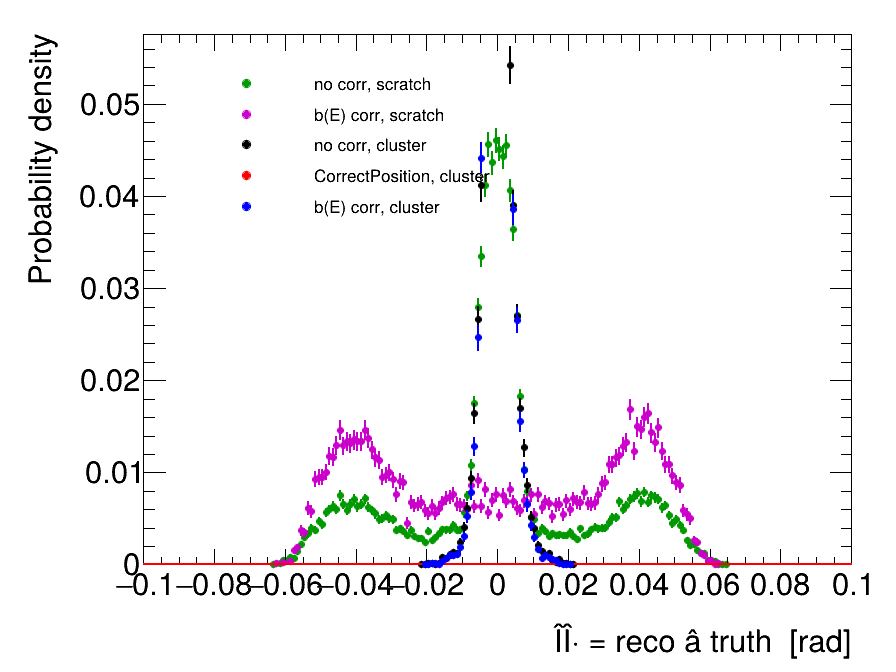 Probability density
no corr, scratch
b(E) corr, scratch
no corr, cluster
CorrectPosition, cluster
b(E) corr, cluster
0.05
0.04
0.03
0.02
0.01
0
−0.1 −0.08 −0.06 −0.04 −0.02 0 0.02 0.04 0.06 0.08 0.1
ÎÎ· = reco â truth [rad]